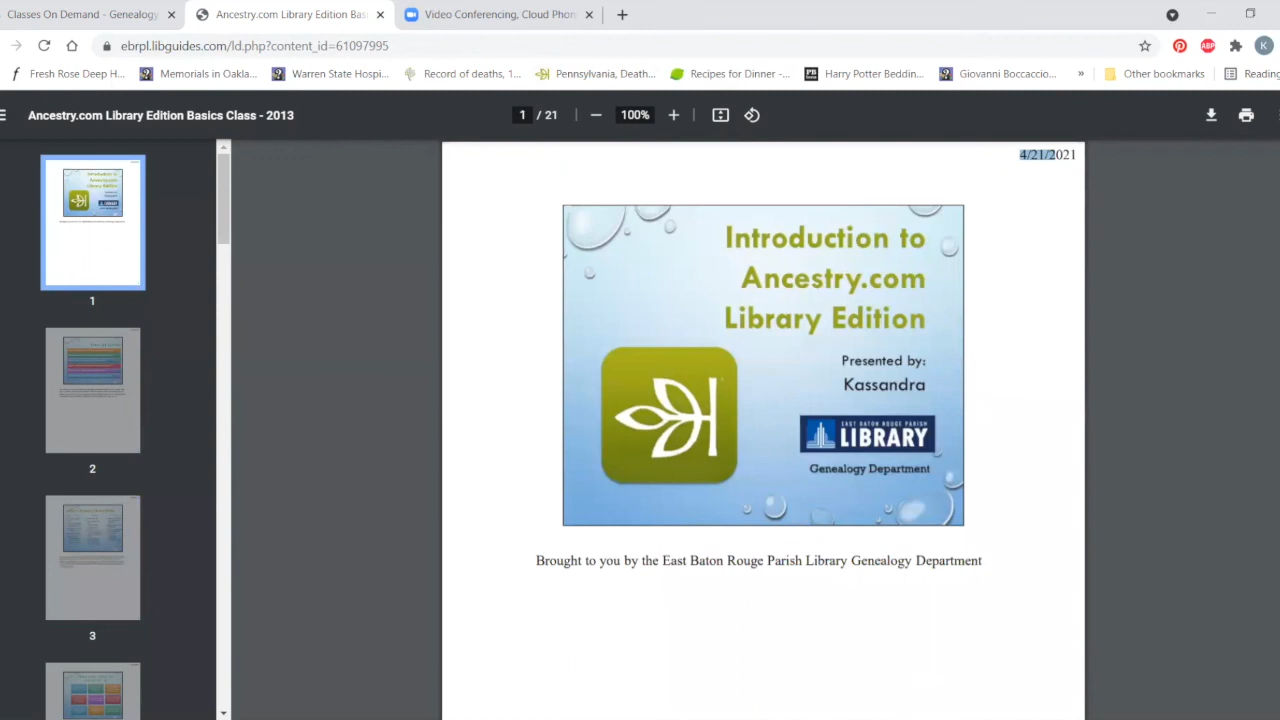 Classes On Demand - Genealogy
Ancestry.com Library Edition Bas
Video Conferencing, Cloud Phon
ebrpl.libguides.com/ld.php?content_id=61097995
ABP
K
Fresh Rose Deep H...
Memorials in Oakla...
Warren State Hospi...
Record of deaths, 1...
Pennsylvania, Death...
Recipes for Dinner -...
PB
Harry Potter Beddin...
Giovanni Boccaccio...
»
Other bookmarks
Reading
Ancestry.com Library Edition Basics Class - 2013
1 / 21
100%
1
2
3
4/21/2021
Introduction to
Ancestry.com
Library Edition
Presented by:
Kassandra
EAST BATON ROUGE PARISH
LIBRARY
Genealogy Department
Brought to you by the East Baton Rouge Parish Library Genealogy Department